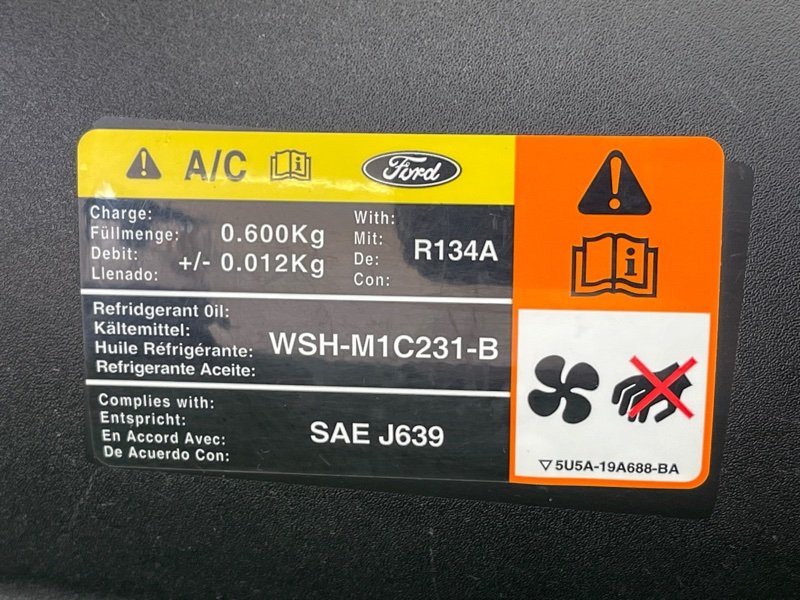 A/C
Ford
Charge:
Füllmenge:
Debit:
Llenado:
0.600Kg
+/- 0.012Kg
With:
Mit:
De:
Con:
R134A
Refridgerant Oil:
Kältemittel:
Huile Réfrigérante:
Refrigerante Aceite:
WSH-M1C231-B
Complies with:
Entspricht:
En Accord Avec:
De Acuerdo Con:
SAE J639
5U5A-19A688-BA